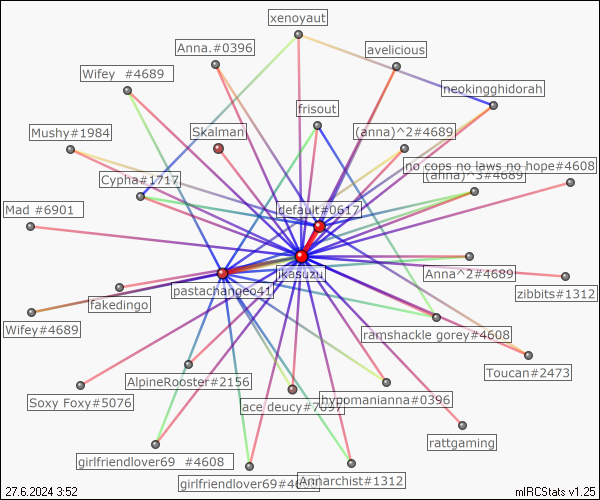 xenoyaut
Anna.#0396
avelicious
Wifey #4689
neokingghidorah
frisout
Mushy#1984
Skalman
(anna)^2#4689
no cops no laws no hope#4608
(anna)^3#4689
Cypha#1717
Mad #6901
default#0617
jkasuzu
Anna^2#4689
pastachangeo41
zibbits#1312
fakedingo
Wifey#4689
ramshackle gorey#4608
Toucan#2473
AlpineRooster#2156
Soxy Foxy#5076
ace deucy#7097
hypomanianna#0396
rattgaming
girlfriendlover69 #4608
girlfriendlover69#4608
Annarchist#1312
27.6.2024 3:52
mIRCStats v1.25